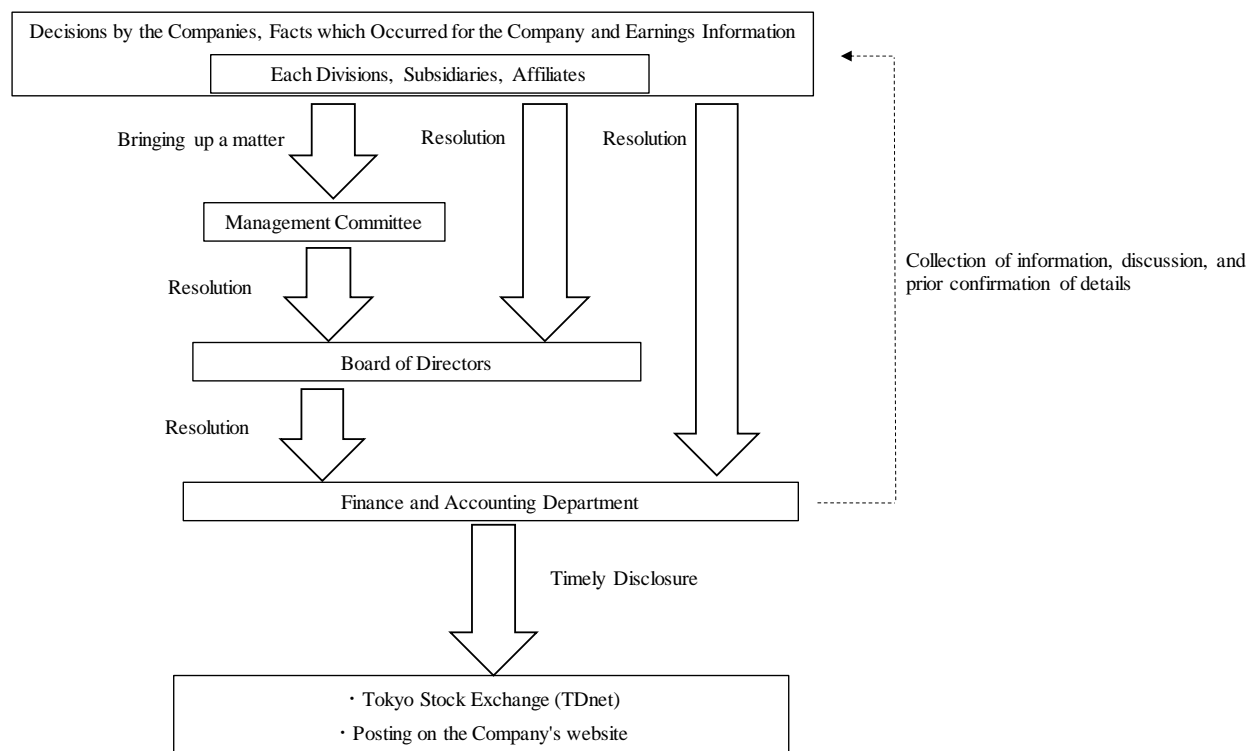 Decisions by the Companies, Facts which Occurred for the Company and Earnings Information
Each Divisions, Subsidiaries, Affiliates
Bringing up a matter
Resolution
Resolution
Management Committee
Resolution
Collection of information, discussion, and
prior confirmation of details
Board of Directors
Resolution
Finance and Accounting Department
Timely Disclosure
・Tokyo Stock Exchange (TDnet)
・Posting on the Company's website